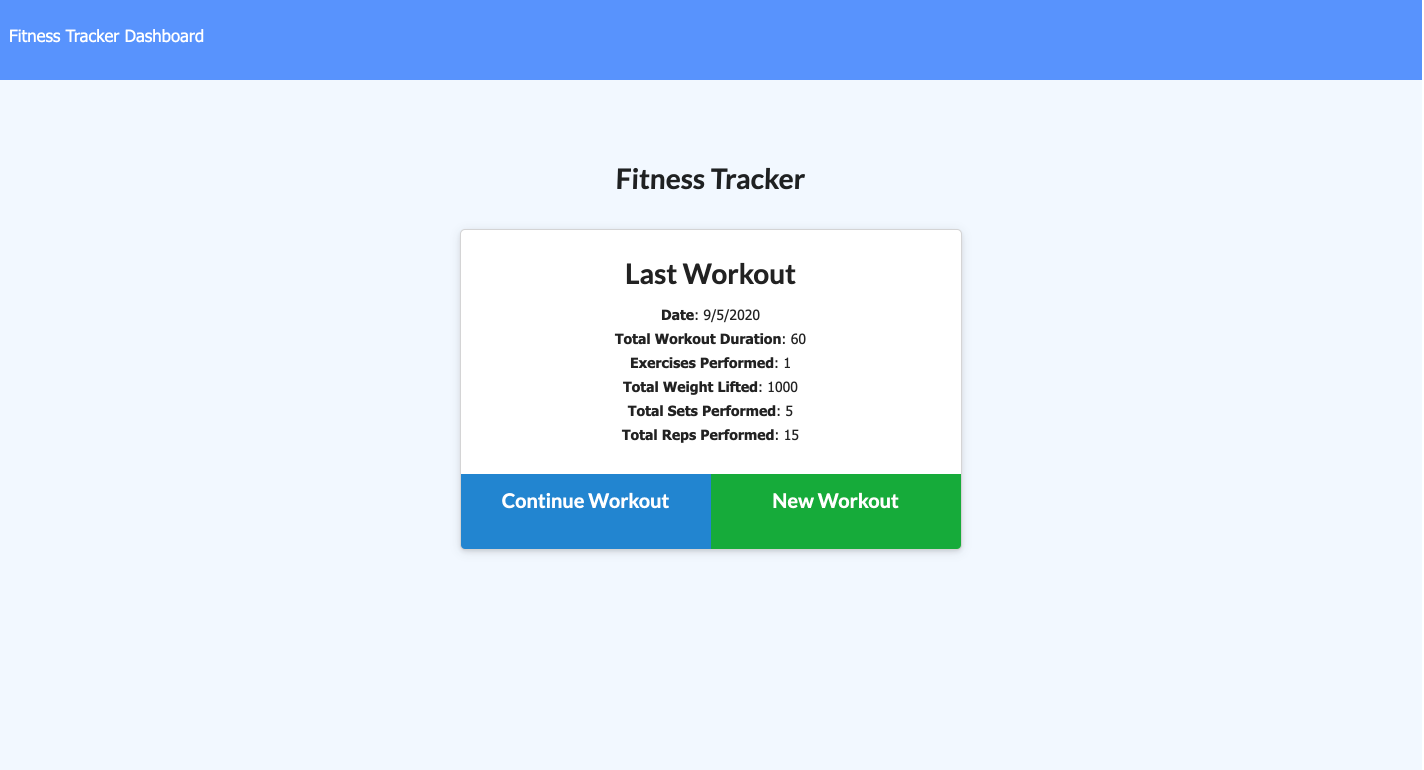 Fitness Tracker Dashboard
Fitness Tracker
Last Workout
Date: 9/5/2020
Total Workout Duration: 60
Exercises Performed: 1
Total Weight Lifted: 1000
Total Sets Performed: 5
Total Reps Performed: 15
Continue Workout New Workout